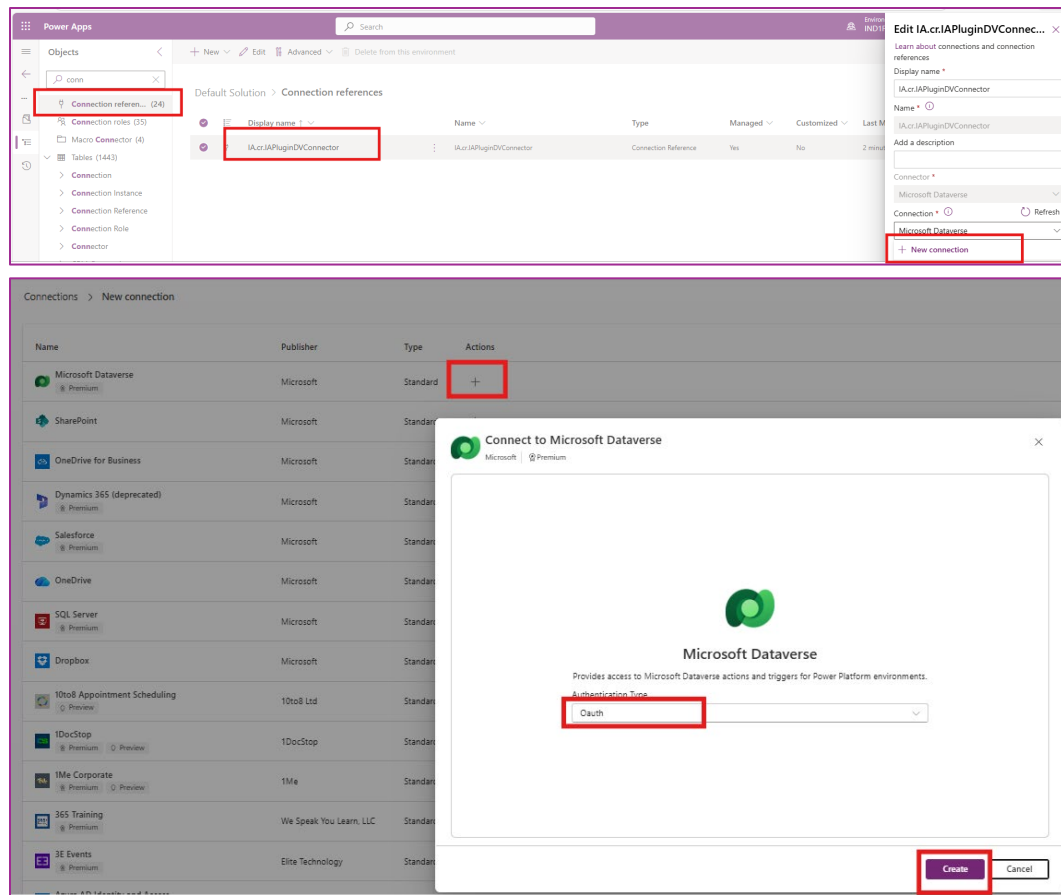 Power Apps
Search
Environ
IND1F
Objects
New Edit Advanced Delete from this environment
conn
Connection referen... (24)
Connection roles (35)
Macro Connector (4)
Tables (1443)
Connection
Connection Instance
Connection Reference
Connection Role
Connector
Default Solution > Connection references
Display name ↑ Name Type Managed Customized Last M
IA.cr.IAPluginDVConnector IA.cr.IAPluginDVConnector Connection Reference Yes No 2 minut
Edit IA.cr.IAPluginDVConnec...
Learn about connections and connection
references
Display name *
IA.cr.IAPluginDVConnector
Name *
IA.cr.IAPluginDVConnector
Add a description
Connector *
Microsoft Dataverse
Connection * Refresh
Microsoft Dataverse
+ New connection
Connections > New connection
Name Publisher Type Actions
Microsoft Dataverse Microsoft Standard +
Premium
SharePoint Microsoft Standard
OneDrive for Business Microsoft Standard
Dynamics 365 (deprecated) Microsoft Standard
Premium
Salesforce Microsoft Standard
Premium
OneDrive Microsoft Standard
SQL Server Microsoft Standard
Premium
Dropbox Microsoft Standard
10to8 Appointment Scheduling 10to8 Ltd Standard
Preview
1DocStop 1DocStop Standard
Premium Preview
1Me Corporate 1Me Standard
Premium Preview
365 Training We Speak You Learn, LLC Standard
Premium
3E Events Elite Technology Standard
Premium
Azure AD Identity and Access
Connect to Microsoft Dataverse
Microsoft Premium
Microsoft Dataverse
Provides access to Microsoft Dataverse actions and triggers for Power Platform environments.
Authentication Type
Oauth
Create Cancel